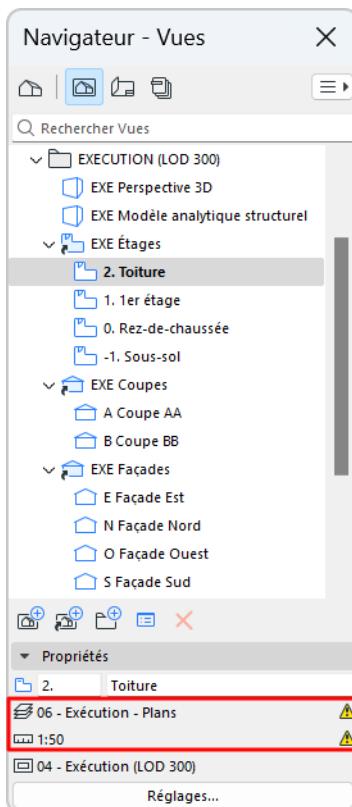 Navigateur - Vues
Rechercher Vues
EXECUTION (LOD 300)
EXE Perspective 3D
EXE Modèle analytique structurel
EXE Étages
2. Toiture
1. 1er étage
0. Rez-de-chaussée
-1. Sous-sol
EXE Coupes
A Coupe AA
B Coupe BB
EXE Façades
E Façade Est
N Façade Nord
O Façade Ouest
S Façade Sud
Propriétés
2. Toiture
06 - Exécution - Plans
1:50
04 - Exécution (LOD 300)
Réglages...